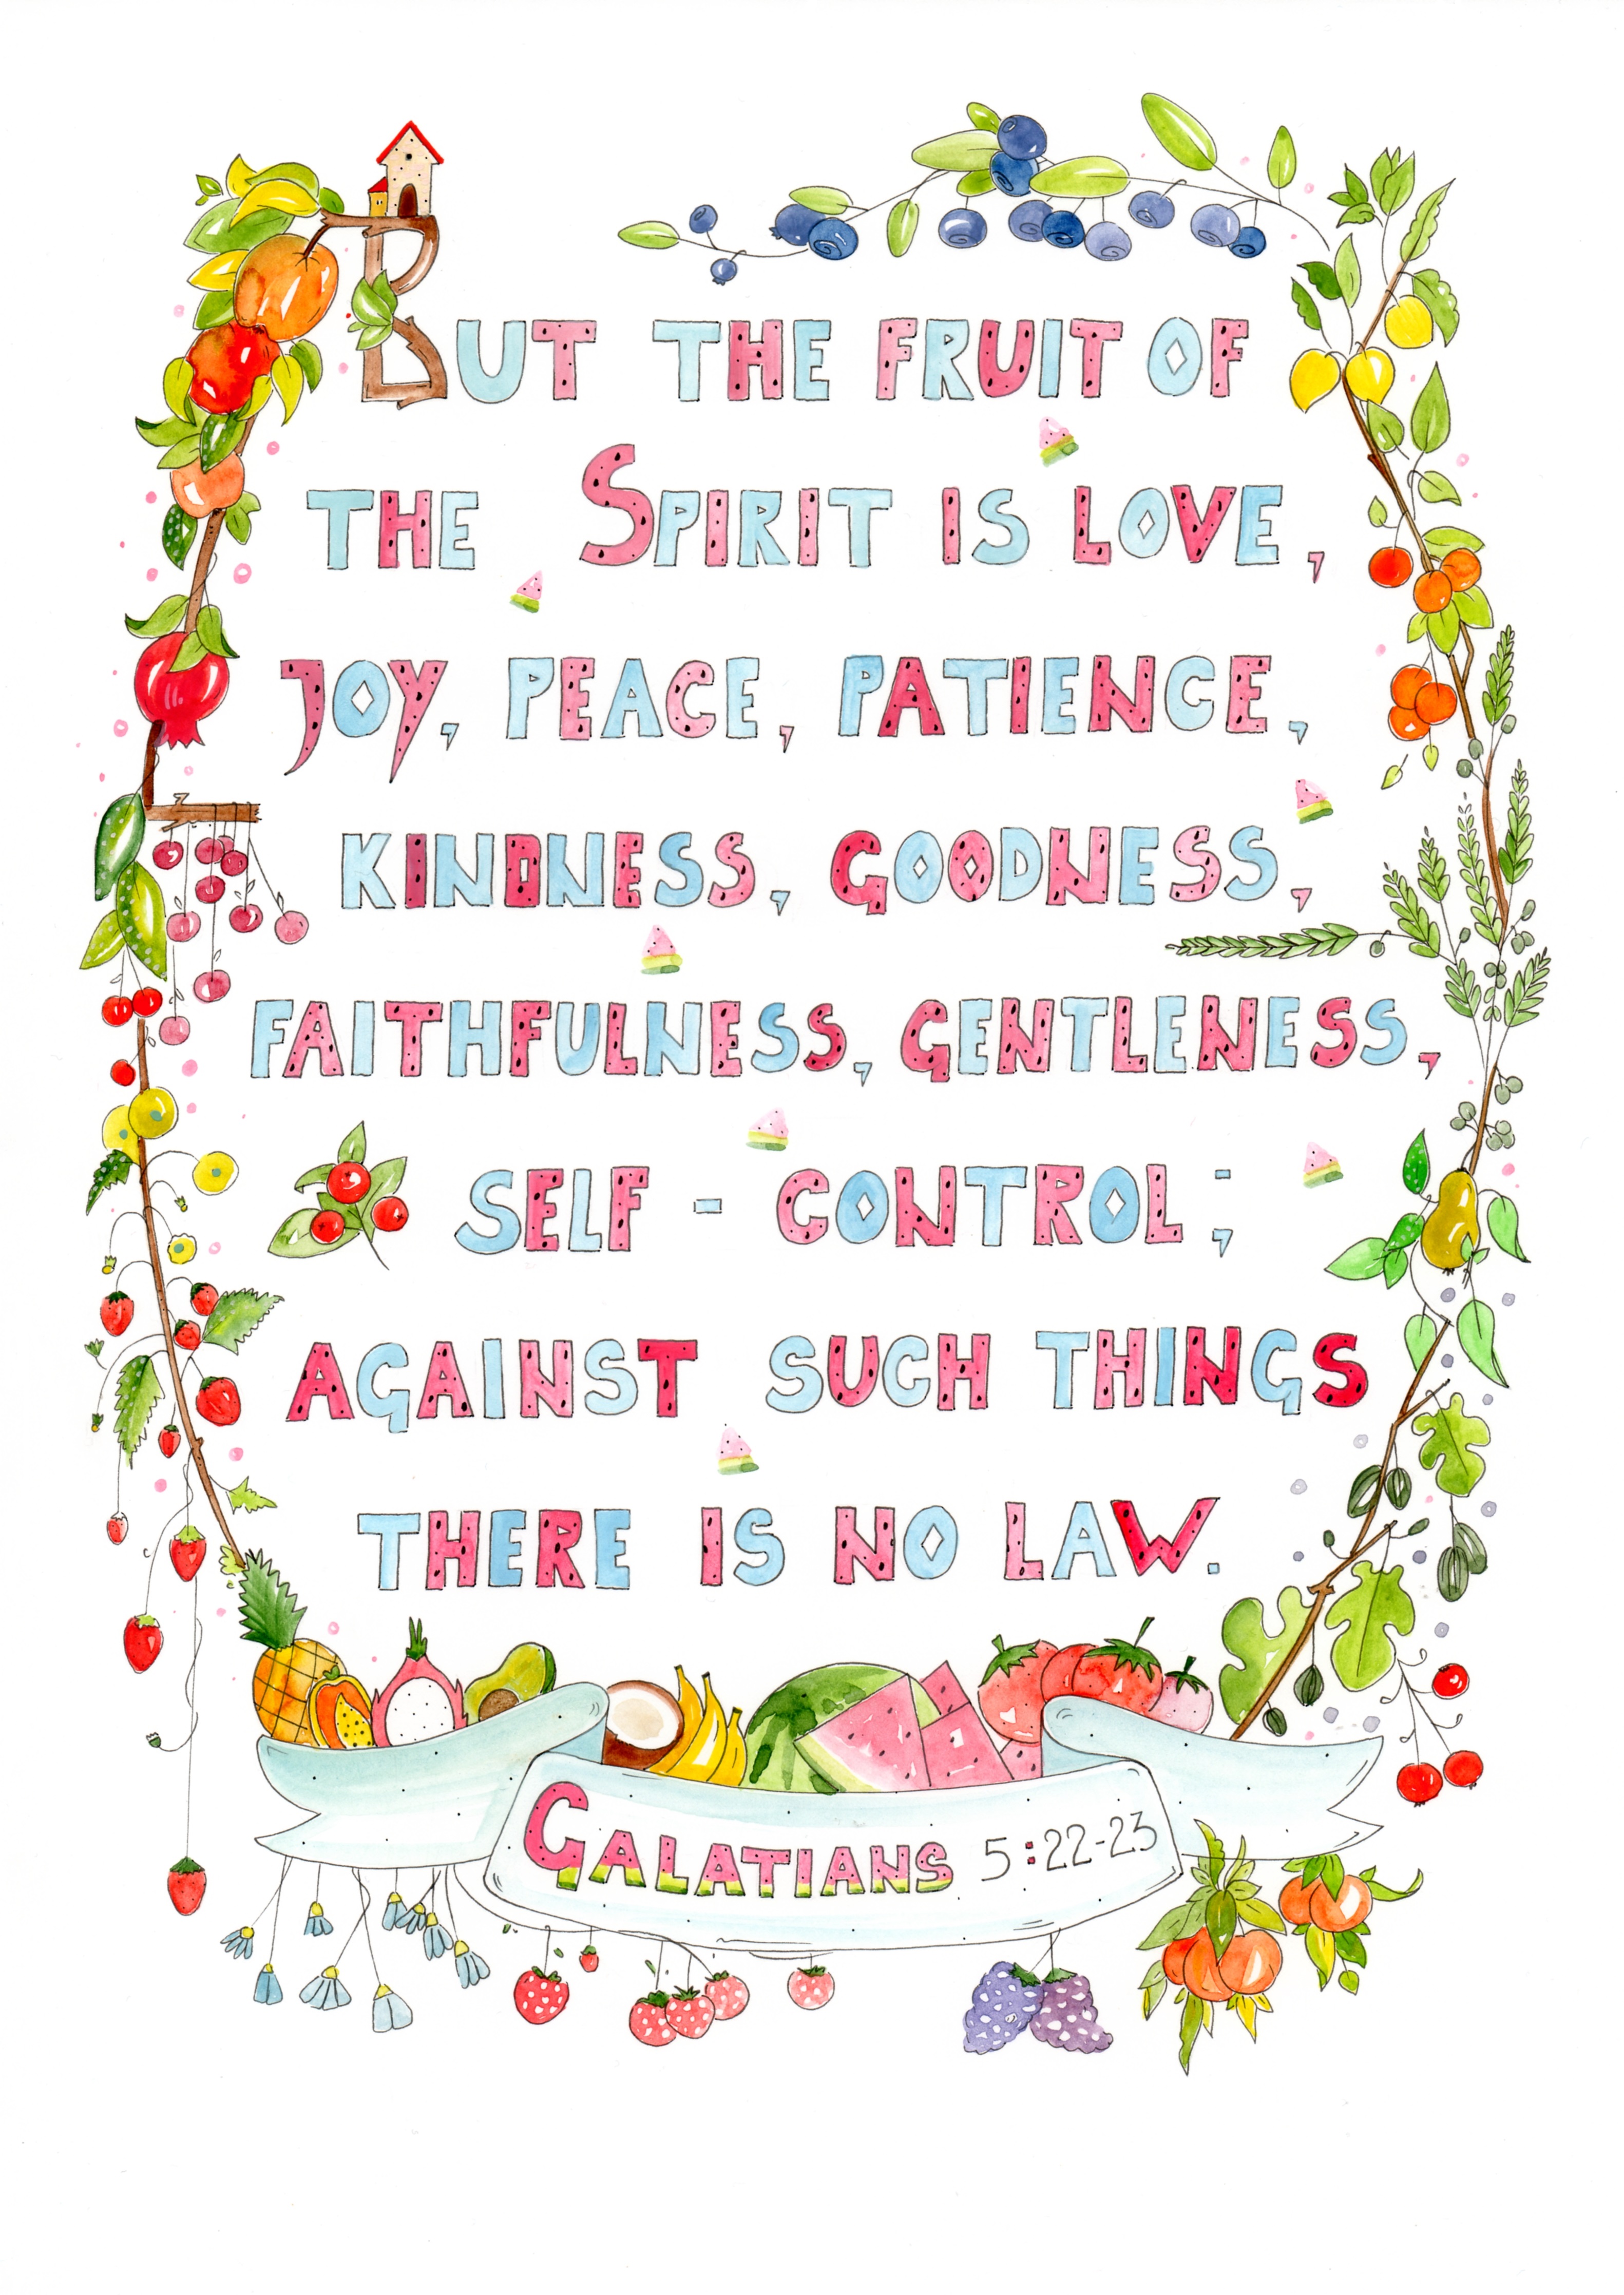 But the fruit of
the Spirit is love,
joy, peace, patience,
kindness, goodness,
faithfulness, gentleness,
self - control;
against such things
there is no law.
Galatians 5:22-23